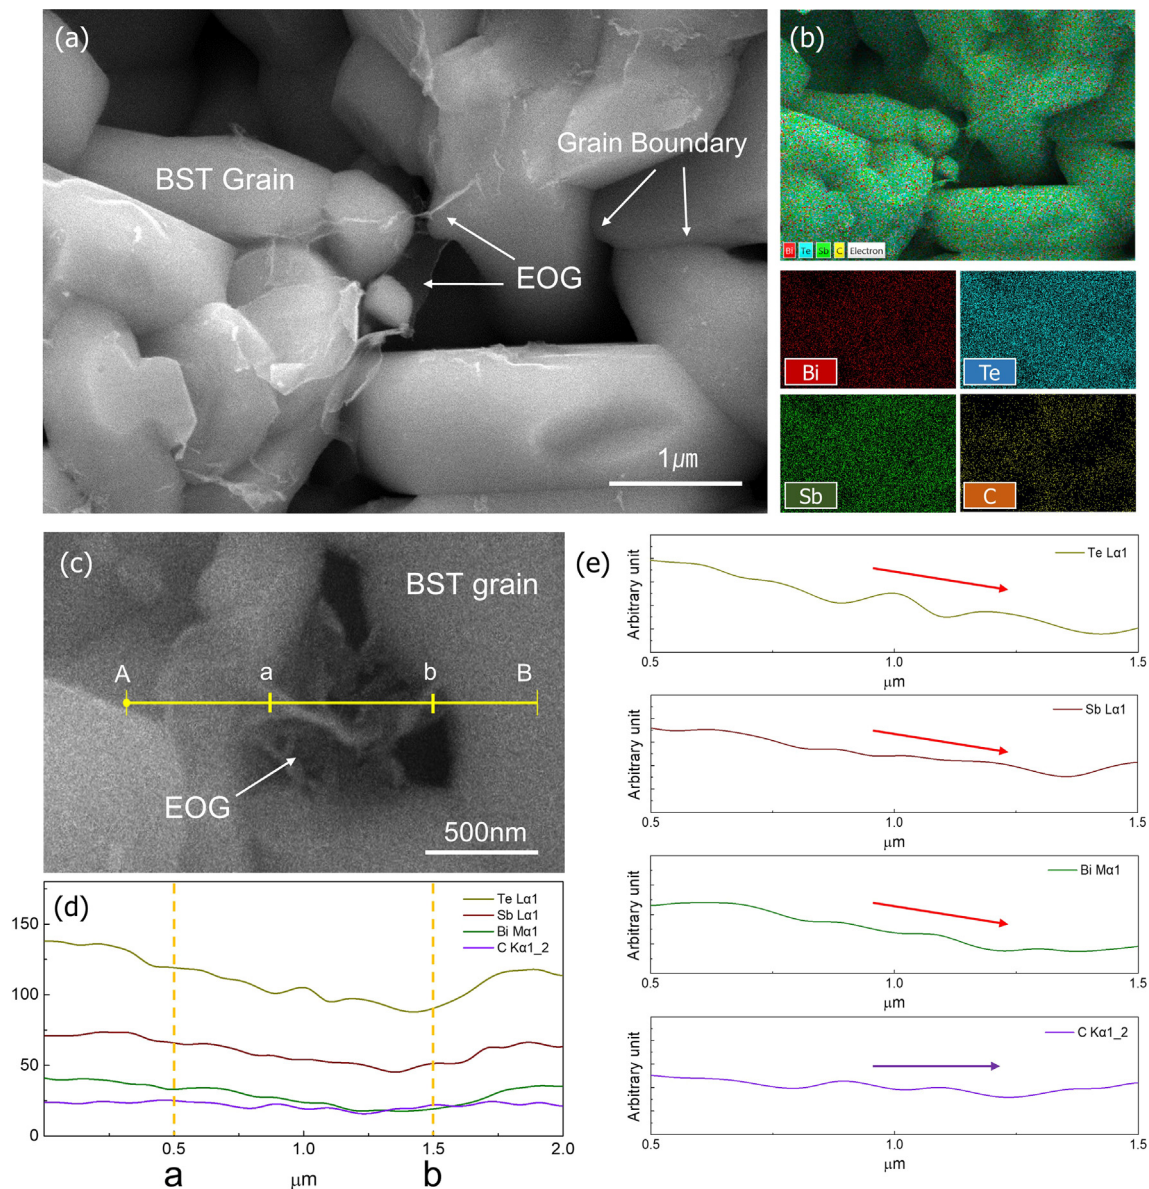 (a)
BST Grain
Grain Boundary
EOG
1㎛
(b)
Bi Te Sb C Electron
Bi
Te
Sb
C
(c)
BST grain
A
a
b
B
EOG
500nm
(d)
Te Lα1
Sb Lα1
Bi Mα1
C Kα1_2
150
100
50
0
0.5
1.0
1.5
2.0
a
μm
b
(e)
Te Lα1
Arbitrary unit
0.5
1.0
1.5
μm
Sb Lα1
Arbitrary unit
0.5
1.0
1.5
μm
Bi Mα1
Arbitrary unit
0.5
1.0
1.5
μm
C Kα1_2
Arbitrary unit
0.5
1.0
1.5
μm